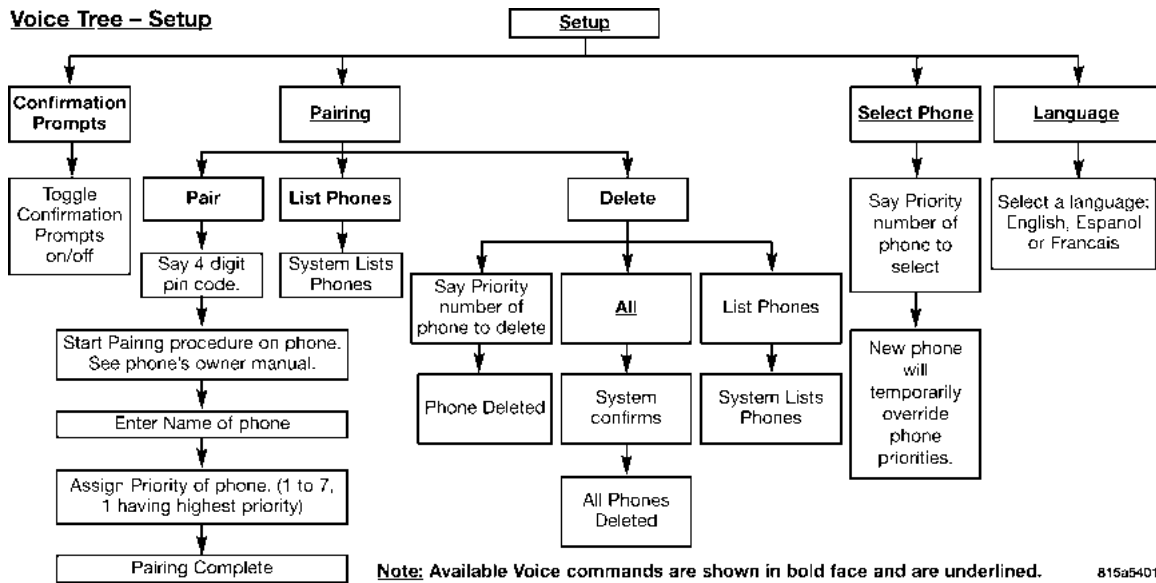 Voice Tree – Setup
Setup
Confirmation
Prompts
Pairing
Select Phone
Language
Toggle
Confirmation
Prompts
on/off
Pair
List Phones
Delete
Say Priority
number of
phone to
select
Select a language:
English, Espanol
or Francais
Say 4 digit
pin code.
System Lists
Phones
Say Priority
number of
phone to delete
All
List Phones
Start Pairing procedure on phone.
See phone's owner manual.
New phone
will
temporarily
override
phone
priorities.
Phone Deleted
System
confirms
System Lists
Phones
Enter Name of phone
Assign Priority of phone. (1 to 7,
1 having highest priority)
All Phones
Deleted
Pairing Complete
Note: Available Voice commands are shown in bold face and are underlined.
815a5401